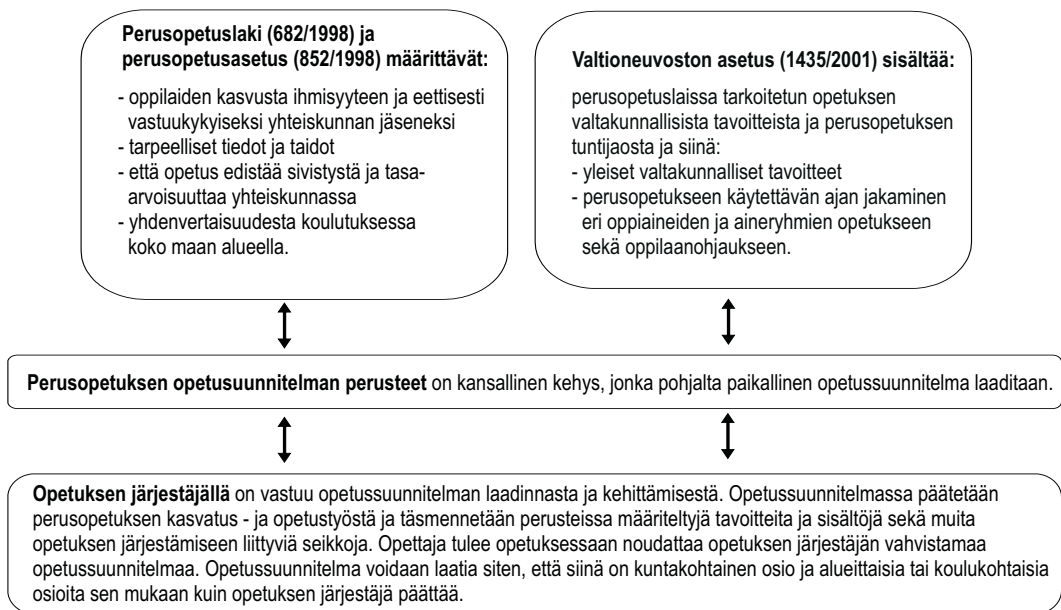 Perusopetuslaki (682/1998) ja
perusopetusasetus (852/1998) määrittävät:
- oppilaiden kasvusta ihmisyyteen ja eettisesti
vastuukykyiseksi yhteiskunnan jäseneksi
- tarpeelliset tiedot ja taidot
- että opetus edistää sivistystä ja tasa-
arvoisuuttaa yhteiskunnassa
- yhdenvertaisuudesta koulutuksessa
koko maan alueella.
Valtioneuvoston asetus (1435/2001) sisältää:
perusopetuslaissa tarkoitetun opetuksen
valtakunnallisista tavoitteista ja perusopetuksen
tuntijaosta ja siinä:
- yleiset valtakunnalliset tavoitteet
- perusopetukseen käytettävän ajan jakaminen
eri oppiaineiden ja aineryhmien opetukseen
sekä oppilaanohjaukseen.
Perusopetuksen opetusuunnitelman perusteet on kansallinen kehys, jonka pohjalta paikallinen opetussuunnitelma laaditaan.
Opetuksen järjestäjällä on vastuu opetussuunnitelman laadinnasta ja kehittämisestä. Opetussuunnitelmassa päätetään
perusopetuksen kasvatus - ja opetustyöstä ja täsmennetään perusteissa määriteltyjä tavoitteita ja sisältöjä sekä muita
opetuksen järjestämiseen liittyviä seikkoja. Opettaja tulee opetuksessaan noudattaa opetuksen järjestäjän vahvistamaa
opetussuunnitelmaa. Opetussuunnitelma voidaan laatia siten, että siinä on kuntakohtainen osio ja alueittaisia tai koulukohtaisia
osioita sen mukaan kuin opetuksen järjestäjä päättää.